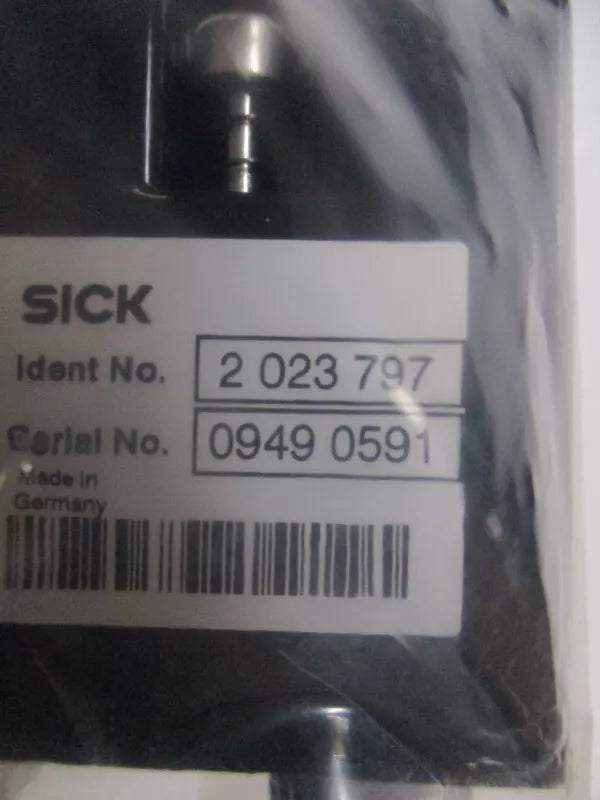 SICK
Ident No. 2 023 797
Serial No. 0949 0591
Made in
Germany